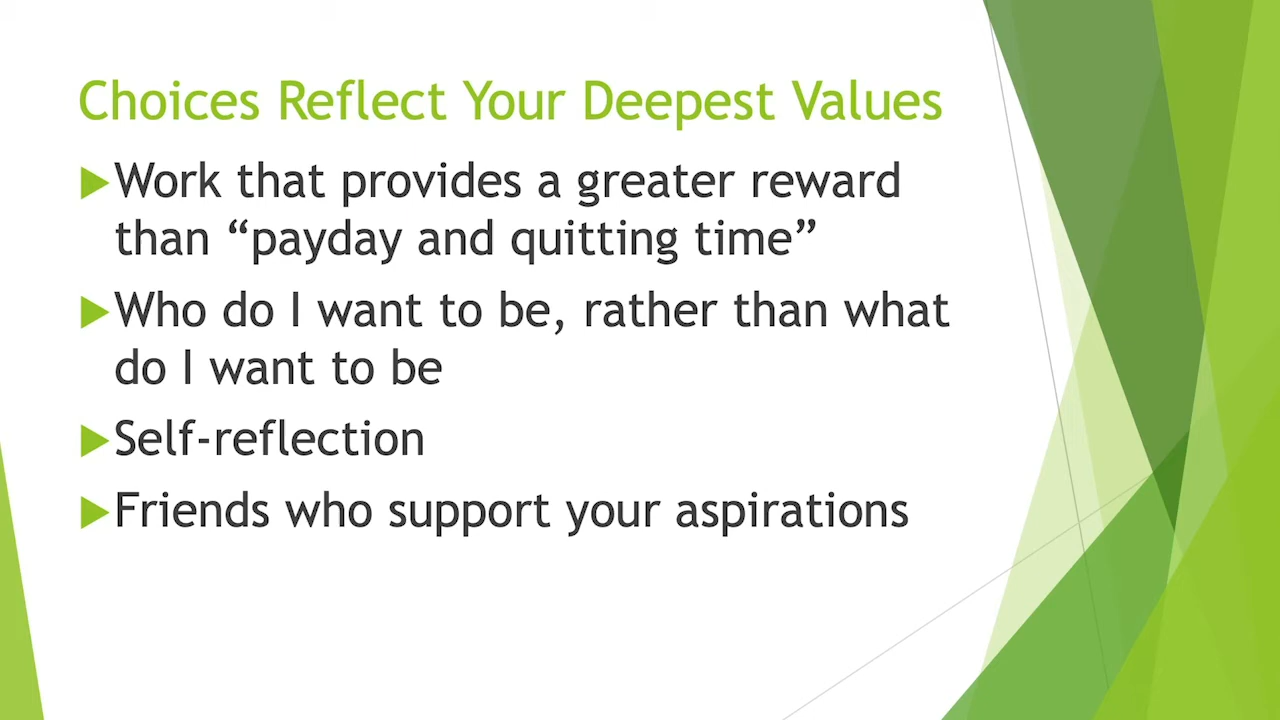 Choices Reflect Your Deepest Values
Work that provides a greater reward
than “payday and quitting time”
Who do I want to be, rather than what
do I want to be
Self-reflection
Friends who support your aspirations